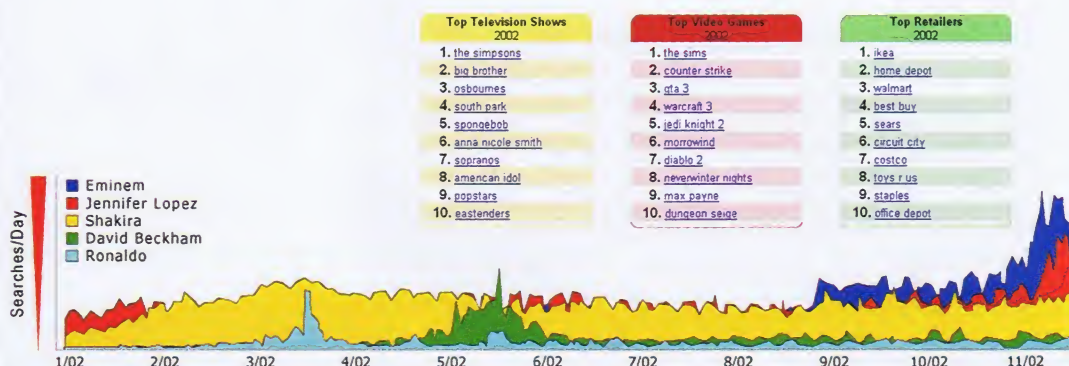 Top Television Shows
2002
1. the simpsons
2. big brother
3. osbournes
4. south park
5. spongebob
6. anna nicole smith
7. sopranos
8. american idol
9. popstars
10. eastenders
Top Video Games
2002
1. the sims
2. counter strike
3. gta 3
4. warcraft 3
5. jedi knight 2
6. morrowind
7. diablo 2
8. neverwinter nights
9. max payne
10. dungeon seige
Top Retailers
2002
1. ikea
2. home depot
3. walmart
4. best buy
5. sears
6. circuit city
7. costco
8. toys r us
9. staples
10. office depot
Searches/Day
Eminem
Jennifer Lopez
Shakira
David Beckham
Ronaldo
1/02 2/02 3/02 4/02 5/02 6/02 7/02 8/02 9/02 10/02 11/02